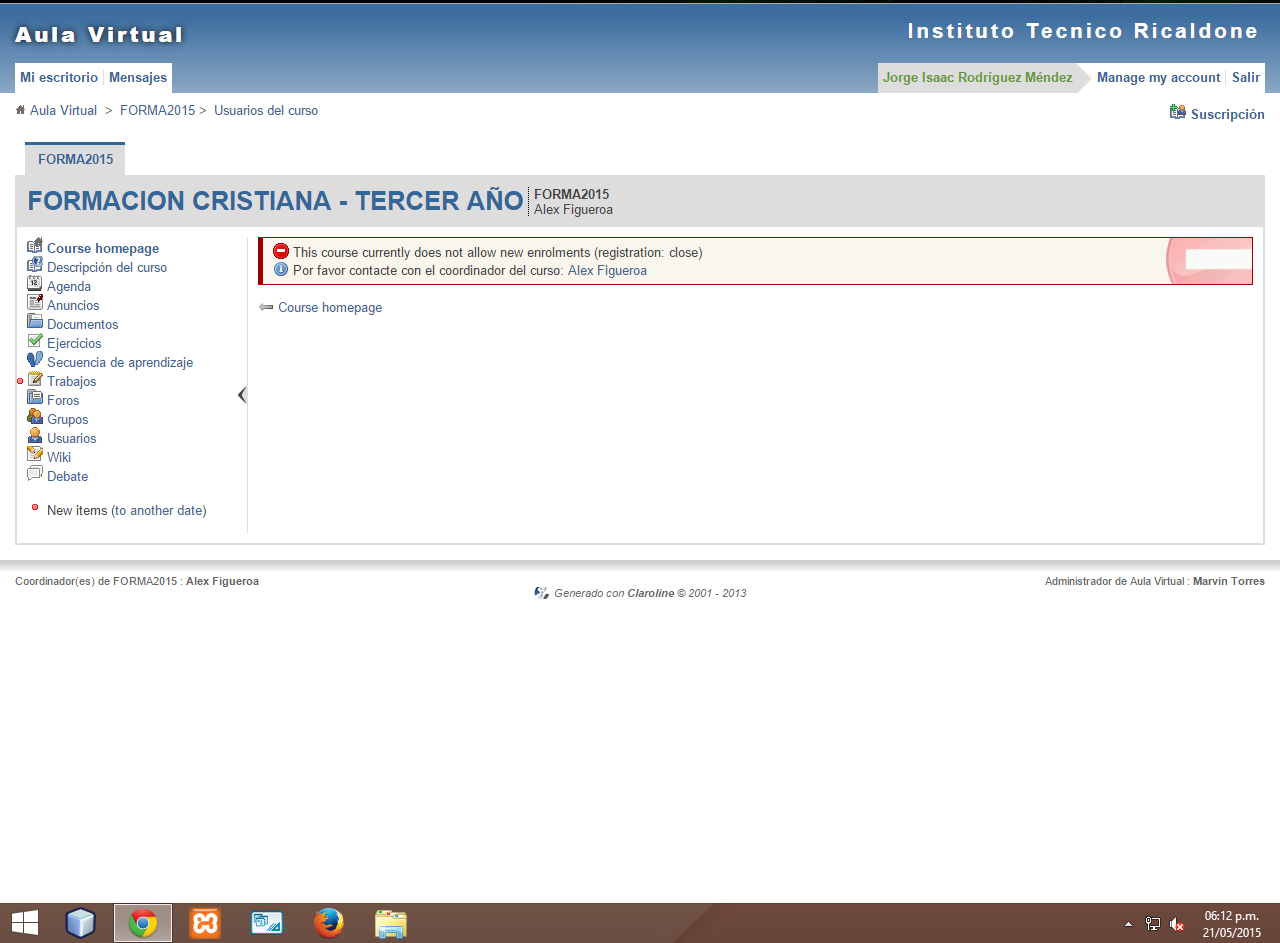 Aula Virtual
Instituto Tecnico Ricaldone
Mi escritorio Mensajes
Jorge Isaac Rodríguez Méndez Manage my account Salir
Aula Virtual > FORMA2015 > Usuarios del curso
Suscripción
FORMA2015
FORMACION CRISTIANA - TERCER AÑO
FORMA2015
Alex Figueroa
Course homepage
Descripción del curso
Agenda
Anuncios
Documentos
Ejercicios
Secuencia de aprendizaje
Trabajos
Foros
Grupos
Usuarios
Wiki
Debate
New items (to another date)
This course currently does not allow new enrolments (registration: close)
Por favor contacte con el coordinador del curso: Alex Figueroa
Course homepage
Coordinador(es) de FORMA2015 : Alex Figueroa
Generado con Claroline © 2001 - 2013
Administrador de Aula Virtual : Marvin Torres
06:12 p.m.
21/05/2015